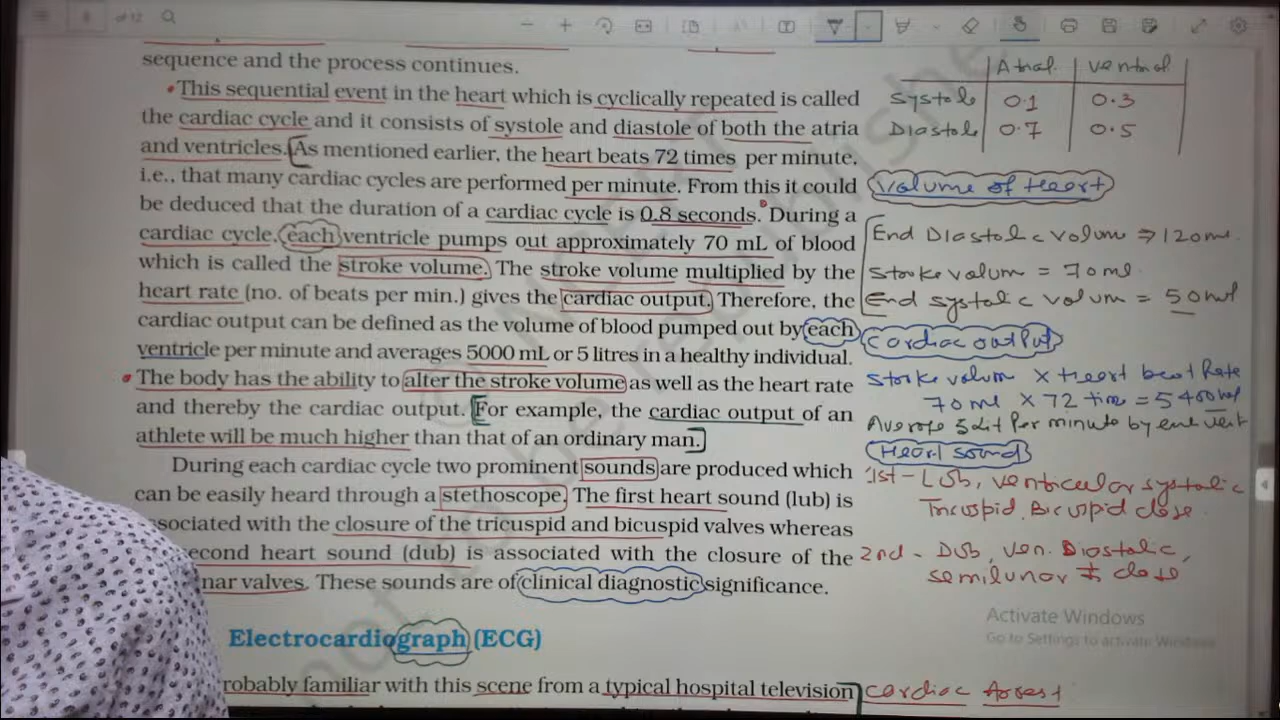 of 12
sequence and the process continues.
This sequential event in the heart which is cyclically repeated is called
the cardiac cycle and it consists of systole and diastole of both the atria
and ventricles. As mentioned earlier, the heart beats 72 times per minute,
i.e., that many cardiac cycles are performed per minute. From this it could
be deduced that the duration of a cardiac cycle is 0.8 seconds. During a
cardiac cycle, each ventricle pumps out approximately 70 mL of blood
which is called the stroke volume. The stroke volume multiplied by the
heart rate (no. of beats per min.) gives the cardiac output. Therefore, the
cardiac output can be defined as the volume of blood pumped out by each
ventricle per minute and averages 5000 mL or 5 litres in a healthy individual.
The body has the ability to alter the stroke volume as well as the heart rate
and thereby the cardiac output. [For example, the cardiac output of an
athlete will be much higher than that of an ordinary man.]
During each cardiac cycle two prominent sounds are produced which
can be easily heard through a stethoscope. The first heart sound (lub) is
sociated with the closure of the tricuspid and bicuspid valves whereas
second heart sound (dub) is associated with the closure of the
nar valves. These sounds are of clinical diagnostic significance.
Electrocardiograph (ECG)
robably familiar with this scene from a typical hospital television
Atrial ventrial
Systole 0.1 0.3
Diastole 0.7 0.5
Volume of Heart
End Diastolic volume ⇒ 120ml.
Stroke volum = 70ml
End systolic volum = 50ml
Cardiac output
Stroke volum × Heart beat Rate
70ml × 72 time = 5400ml
Average 5 lit per minute by
Heart sound
1st - Lub, ventricular systolic
Tricuspid, Bicuspid close.
2nd - Dub, ven. Diastolic,
semilunar close
Cardiac Arrest
Activate Windows
Go to Settings to activate Windows
not to be republished